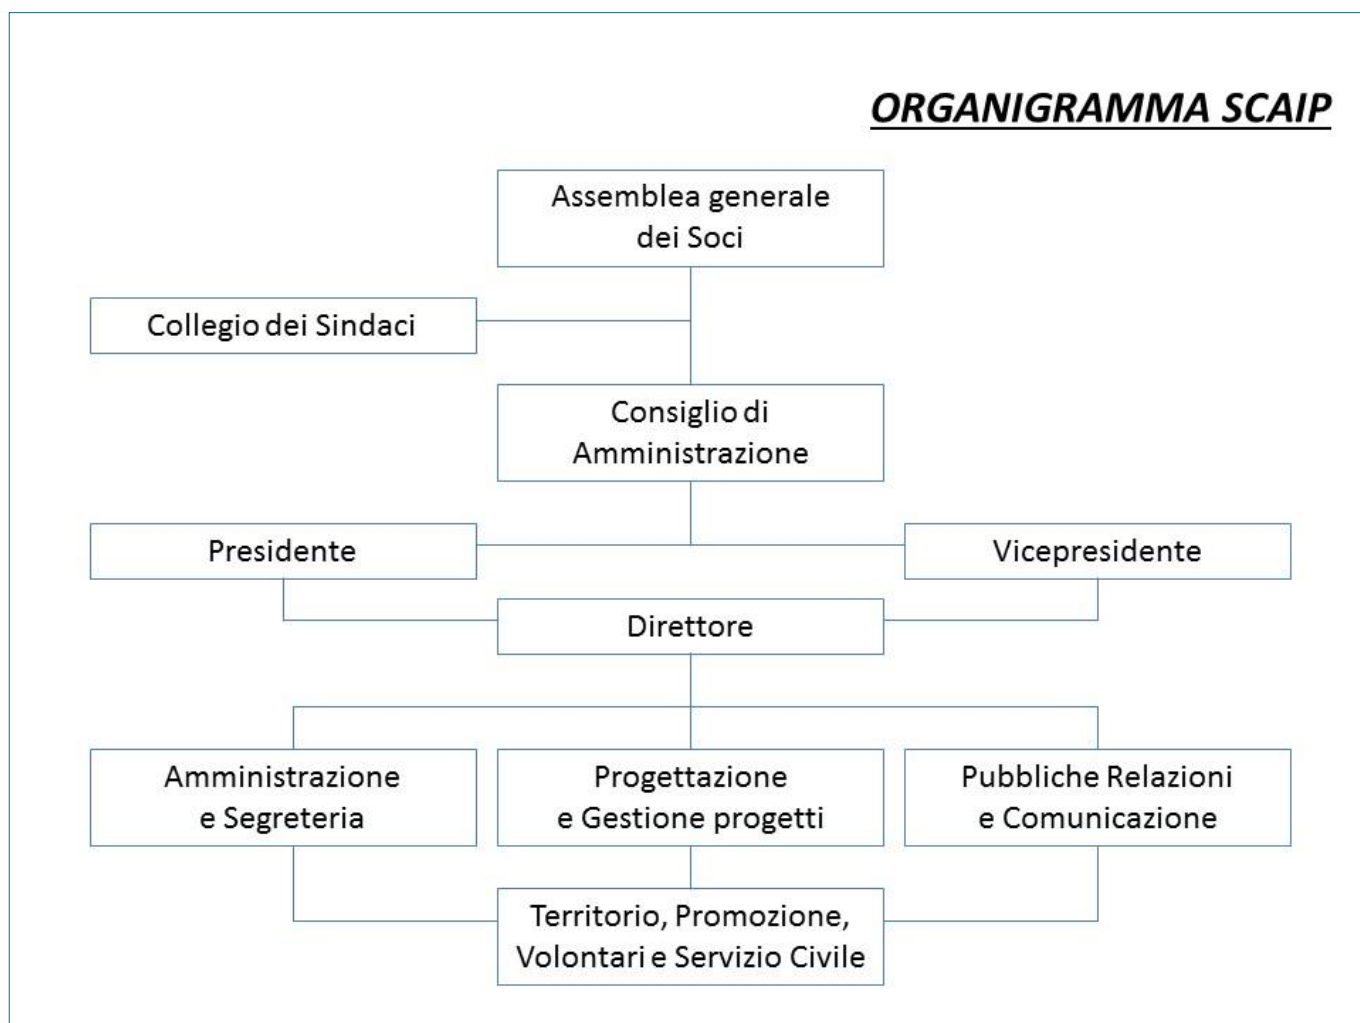 ORGANIGRAMMA SCAIP
Assemblea generale
dei Soci
Collegio dei Sindaci
Consiglio di
Amministrazione
Presidente
Vicepresidente
Direttore
Amministrazione
e Segreteria
Progettazione
e Gestione progetti
Pubbliche Relazioni
e Comunicazione
Territorio, Promozione,
Volontari e Servizio Civile